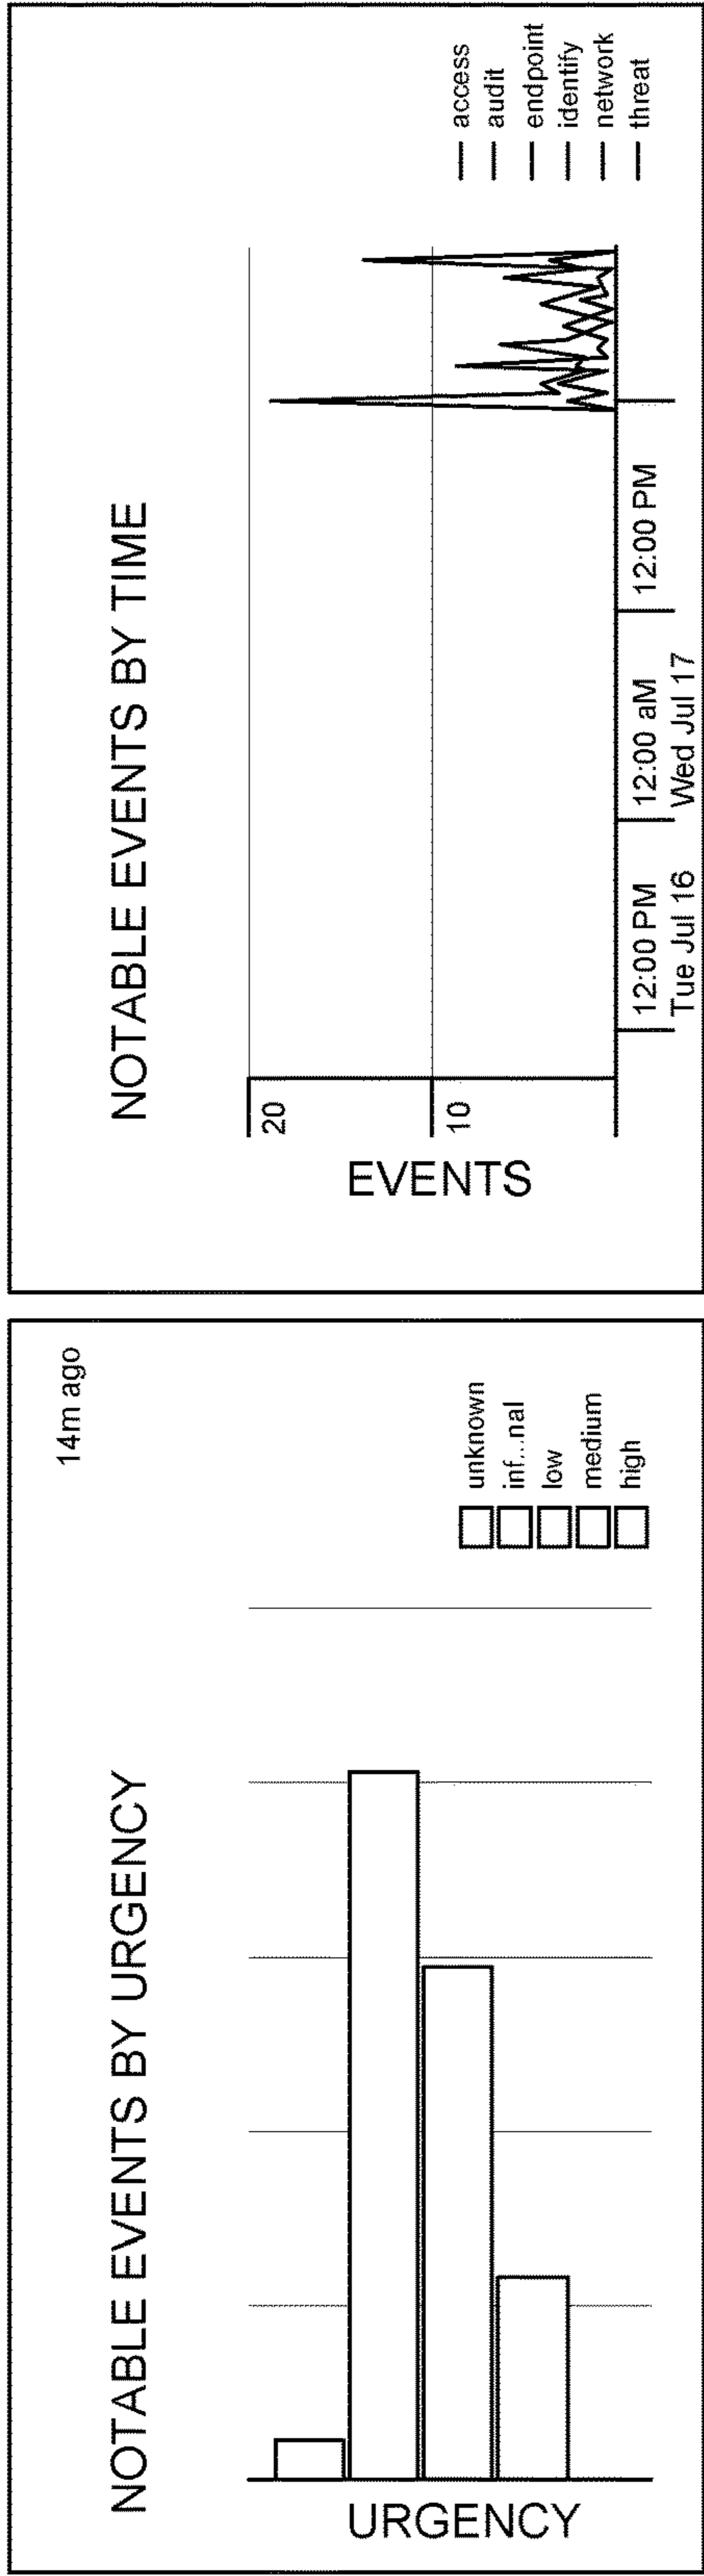 NOTABLE EVENTS BY URGENCY
14m ago
URGENCY
unknown
inf...nal
low
medium
high
NOTABLE EVENTS BY TIME
EVENTS
20
10
12:00 PM
Tue Jul 16
12:00 aM
Wed Jul 17
12:00 PM
access
audit
endpoint
identify
network
threat